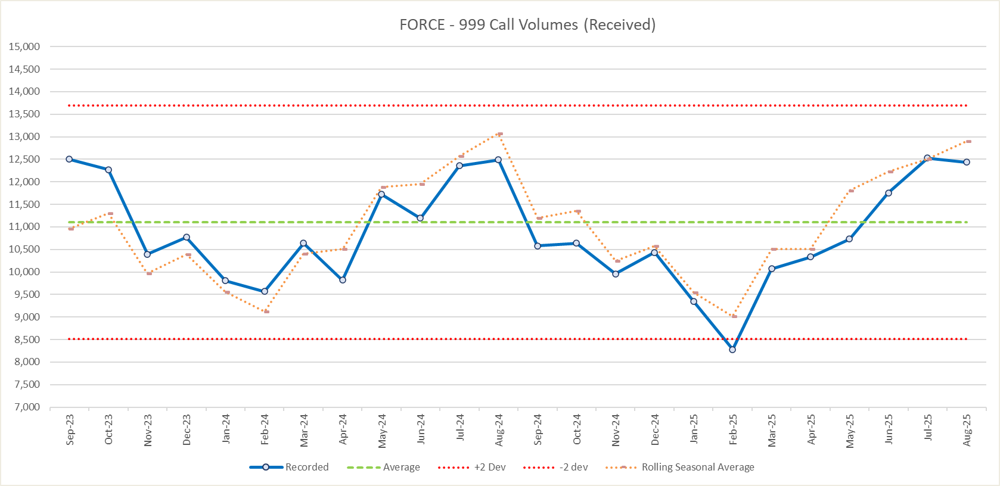 FORCE - 999 Call Volumes (Received)
15,000
14,500
14,000
13,500
13,000
12,500
12,000
11,500
11,000
10,500
10,000
9,500
9,000
8,500
8,000
7,500
7,000
Sep-23
Oct-23
Nov-23
Dec-23
Jan-24
Feb-24
Mar-24
Apr-24
May-24
Jun-24
Jul-24
Aug-24
Sep-24
Oct-24
Nov-24
Dec-24
Jan-25
Feb-25
Mar-25
Apr-25
May-25
Jun-25
Jul-25
Aug-25
Recorded
Average
+2 Dev
-2 dev
Rolling Seasonal Average